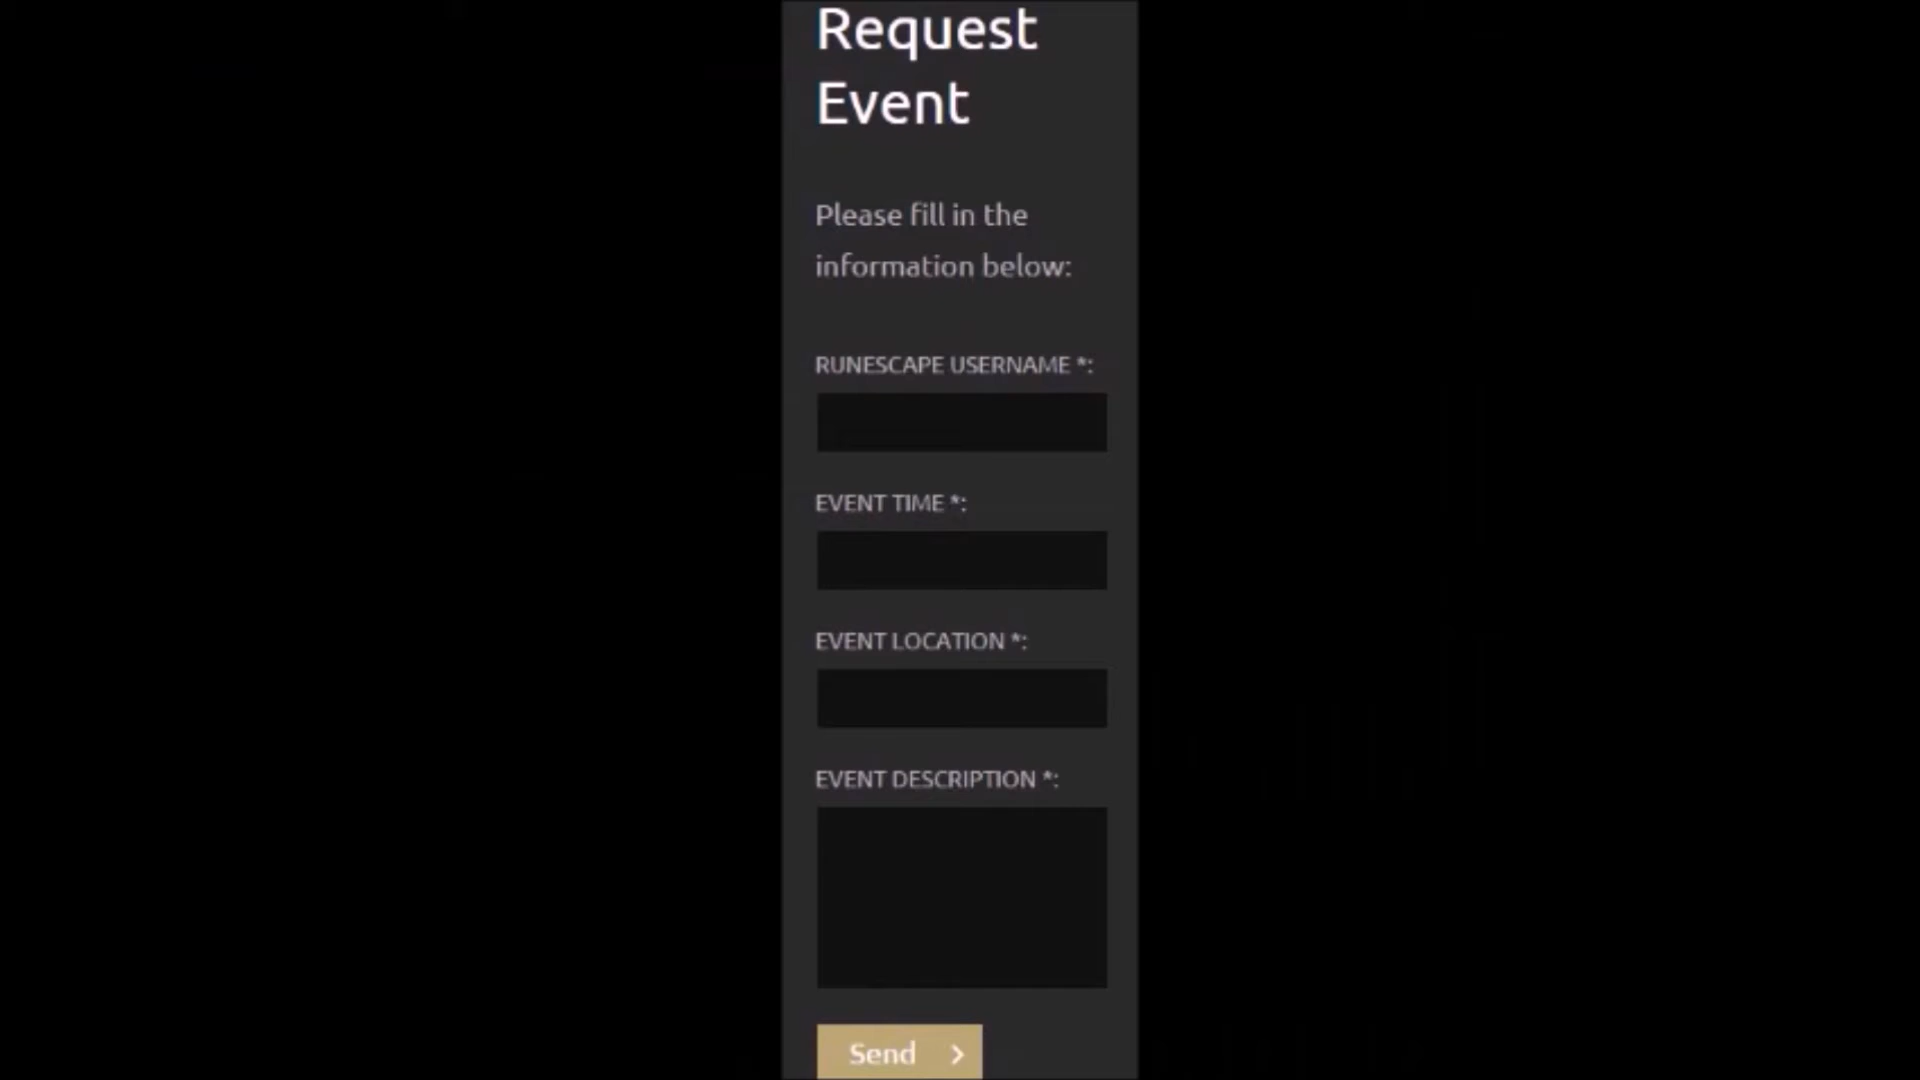 Request
Event
Please fill in the
information below:
RUNESCAPE USERNAME *:
EVENT TIME *:
EVENT LOCATION *:
EVENT DESCRIPTION *:
Send